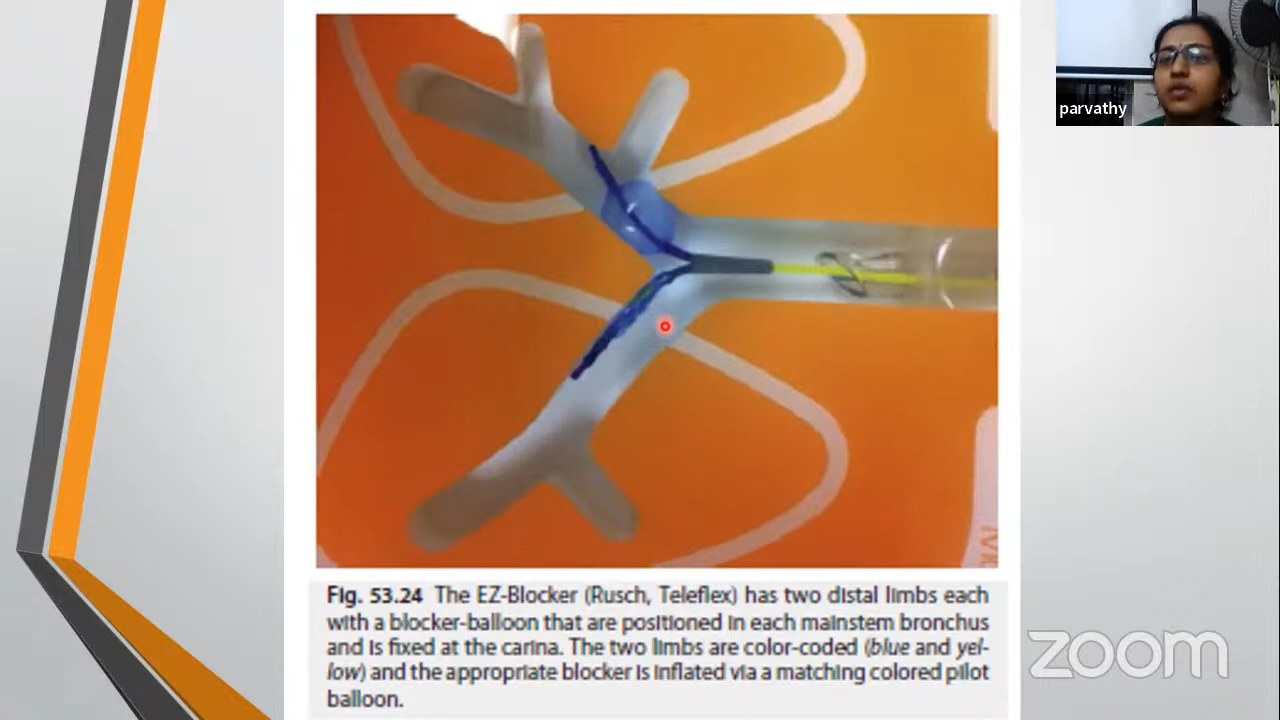 parvathy
Fig. 53.24 The EZ-Blocker (Rusch, Teleflex) has two distal limbs each
with a blocker-balloon that are positioned in each mainstem bronchus
and is fixed at the carina. The two limbs are color-coded (blue and yel-
low) and the appropriate blocker is inflated via a matching colored pilot
balloon.
zoom